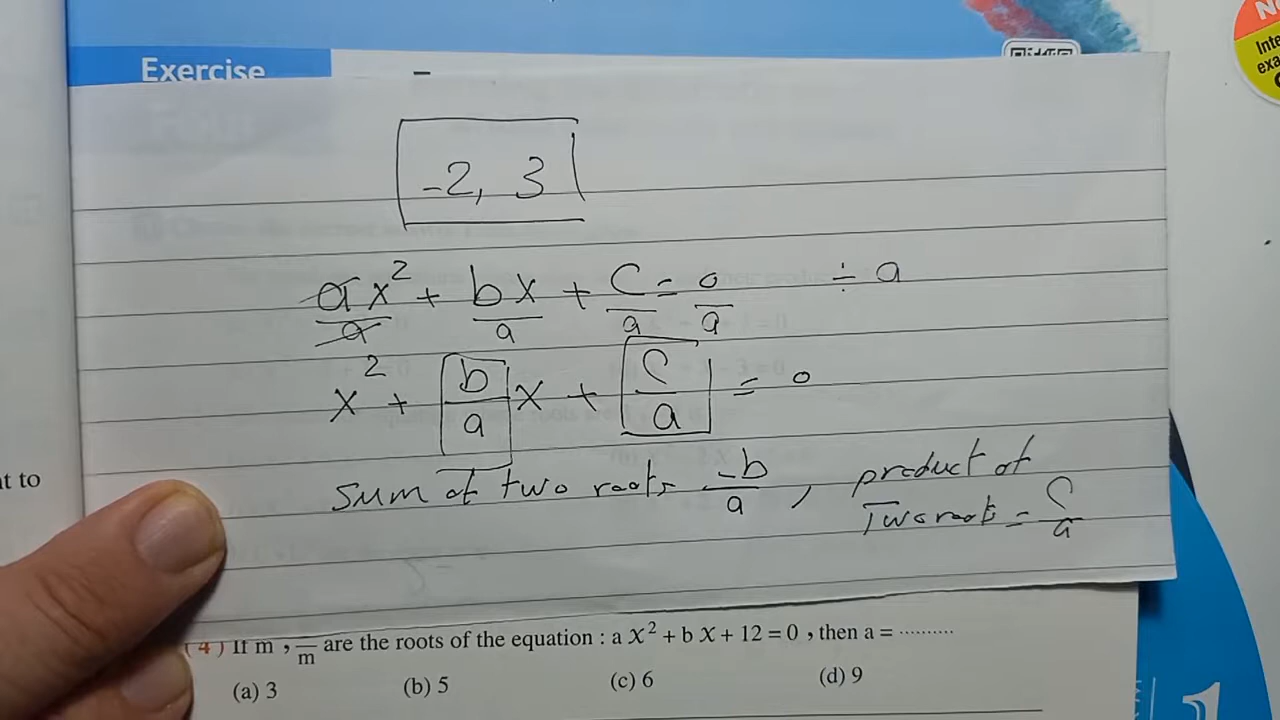 Exercise
-2, 3
ax²/a + bx/a + c/a = 0/a ÷ a
x² + b/a x + c/a = 0
Sum of two roots -b/a , product of
Two roots = c/a
t to
(4) If m , /m are the roots of the equation : a X² + b X + 12 = 0 , then a = ··········
(a) 3 (b) 5 (c) 6 (d) 9
1